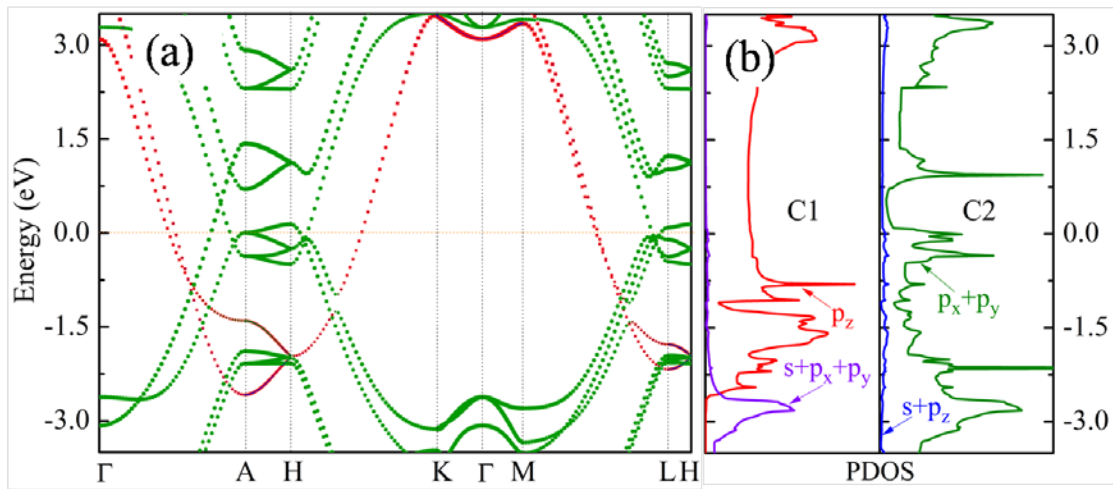 (a)
Energy (eV)
3.0
1.5
0.0
-1.5
-3.0
Γ A H K Γ M L H
(b)
C1
C2
p_z
p_x+p_y
s+p_x+p_y
s+p_z
3.0
1.5
0.0
-1.5
-3.0
PDOS